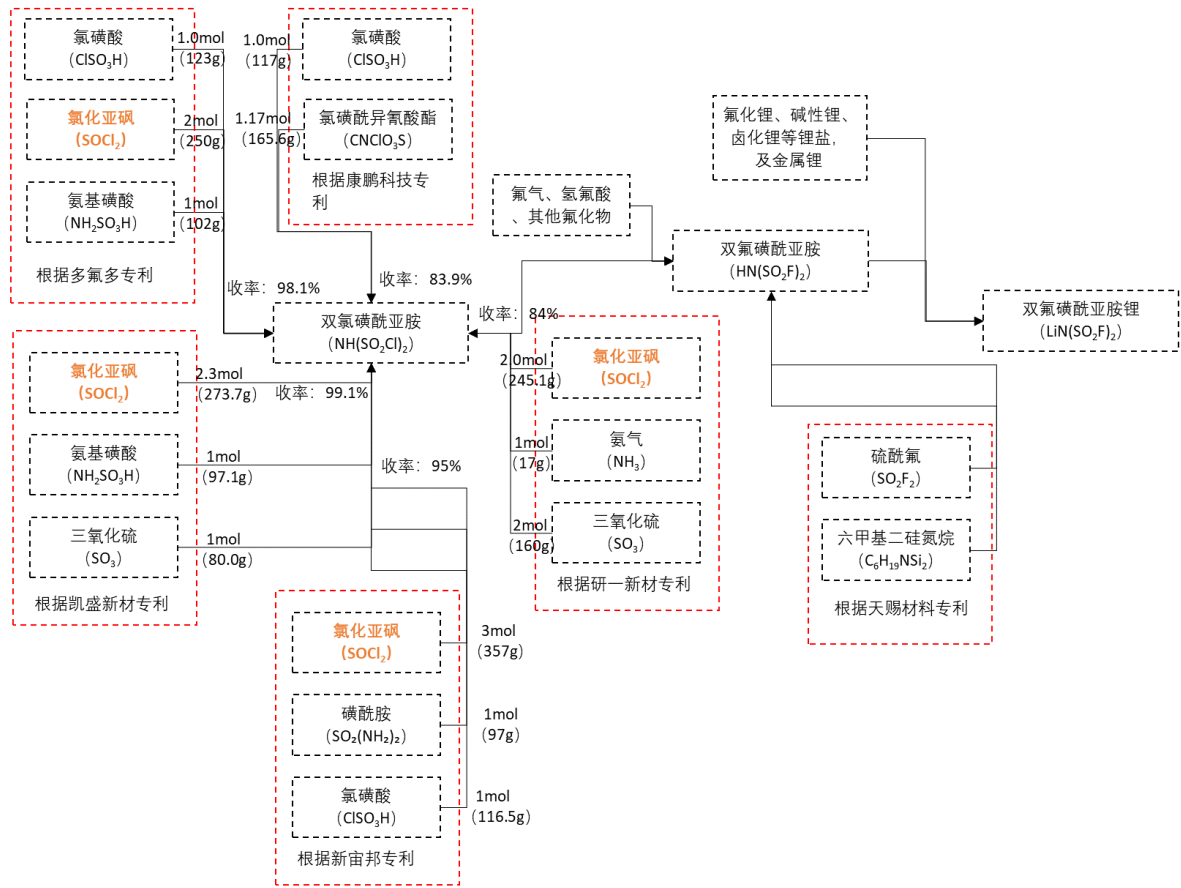 氯磺酸
(ClSO₃H)
1.0mol
(123g)
氯化亚砜
(SOCl₂)
2mol
(250g)
氨基磺酸
(NH₂SO₃H)
1mol
(102g)
根据多氟多专利
收率：98.1%
1.0mol
(117g)
氯磺酸
(ClSO₃H)
1.17mol
(165.6g)
氯磺酰异氰酸酯
(CNClO₃S)
根据康鹏科技专
利
收率：83.9%
氟气、氢氟酸
、其他氟化物
氟化锂、碱性锂、
卤化锂等锂盐,
及金属锂
双氟磺酰亚胺
(HN(SO₂F)₂)
双氟磺酰亚胺锂
(LiN(SO₂F)₂)
双氯磺酰亚胺
(NH(SO₂Cl)₂)
收率：84%
氯化亚砜
(SOCl₂)
2.3mol
(273.7g)
收率：99.1%
氨基磺酸
(NH₂SO₃H)
1mol
(97.1g)
收率：95%
三氧化硫
(SO₃)
1mol
(80.0g)
根据凯盛新材专利
2.0mol
(245.1g)
氯化亚砜
(SOCl₂)
1mol
(17g)
氨气
(NH₃)
2mol
(160g)
三氧化硫
(SO₃)
根据研一新材专利
硫酰氟
(SO₂F₂)
六甲基二硅氮烷
(C₆H₁₉NSi₂)
根据天赐材料专利
氯化亚砜
(SOCl₂)
3mol
(357g)
磺酰胺
(SO₂(NH₂)₂)
1mol
(97g)
氯磺酸
(ClSO₃H)
1mol
(116.5g)
根据新宙邦专利